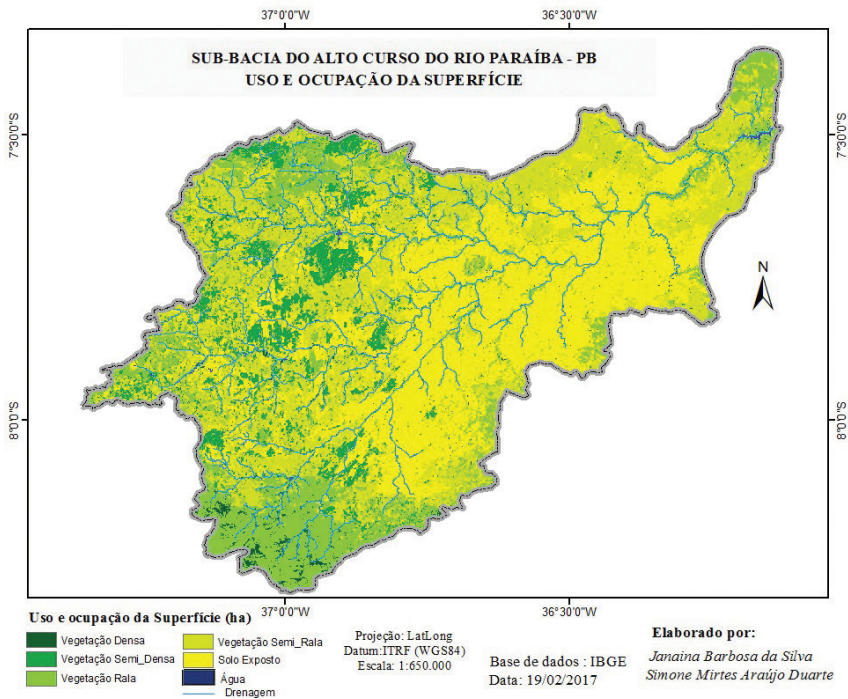 37°0'0"W
36°30'0"W
SUB-BACIA DO ALTO CURSO DO RIO PARAÍBA - PB
USO E OCUPAÇÃO DA SUPERFÍCIE
7°30'0"S
7°30'0"S
N
8°0'0"S
8°0'0"S
37°0'0"W
36°30'0"W
Uso e ocupação da Superfície (ha)
Vegetação Densa
Vegetação Semi_Densa
Vegetação Rala
Vegetação Semi_Rala
Solo Exposto
Água
Drenagem
Projeção: LatLong
Datum:ITRF (WGS84)
Escala: 1:650.000
Base de dados : IBGE
Data: 19/02/2017
Elaborado por:
Janaina Barbosa da Silva
Simone Mirtes Araújo Duarte